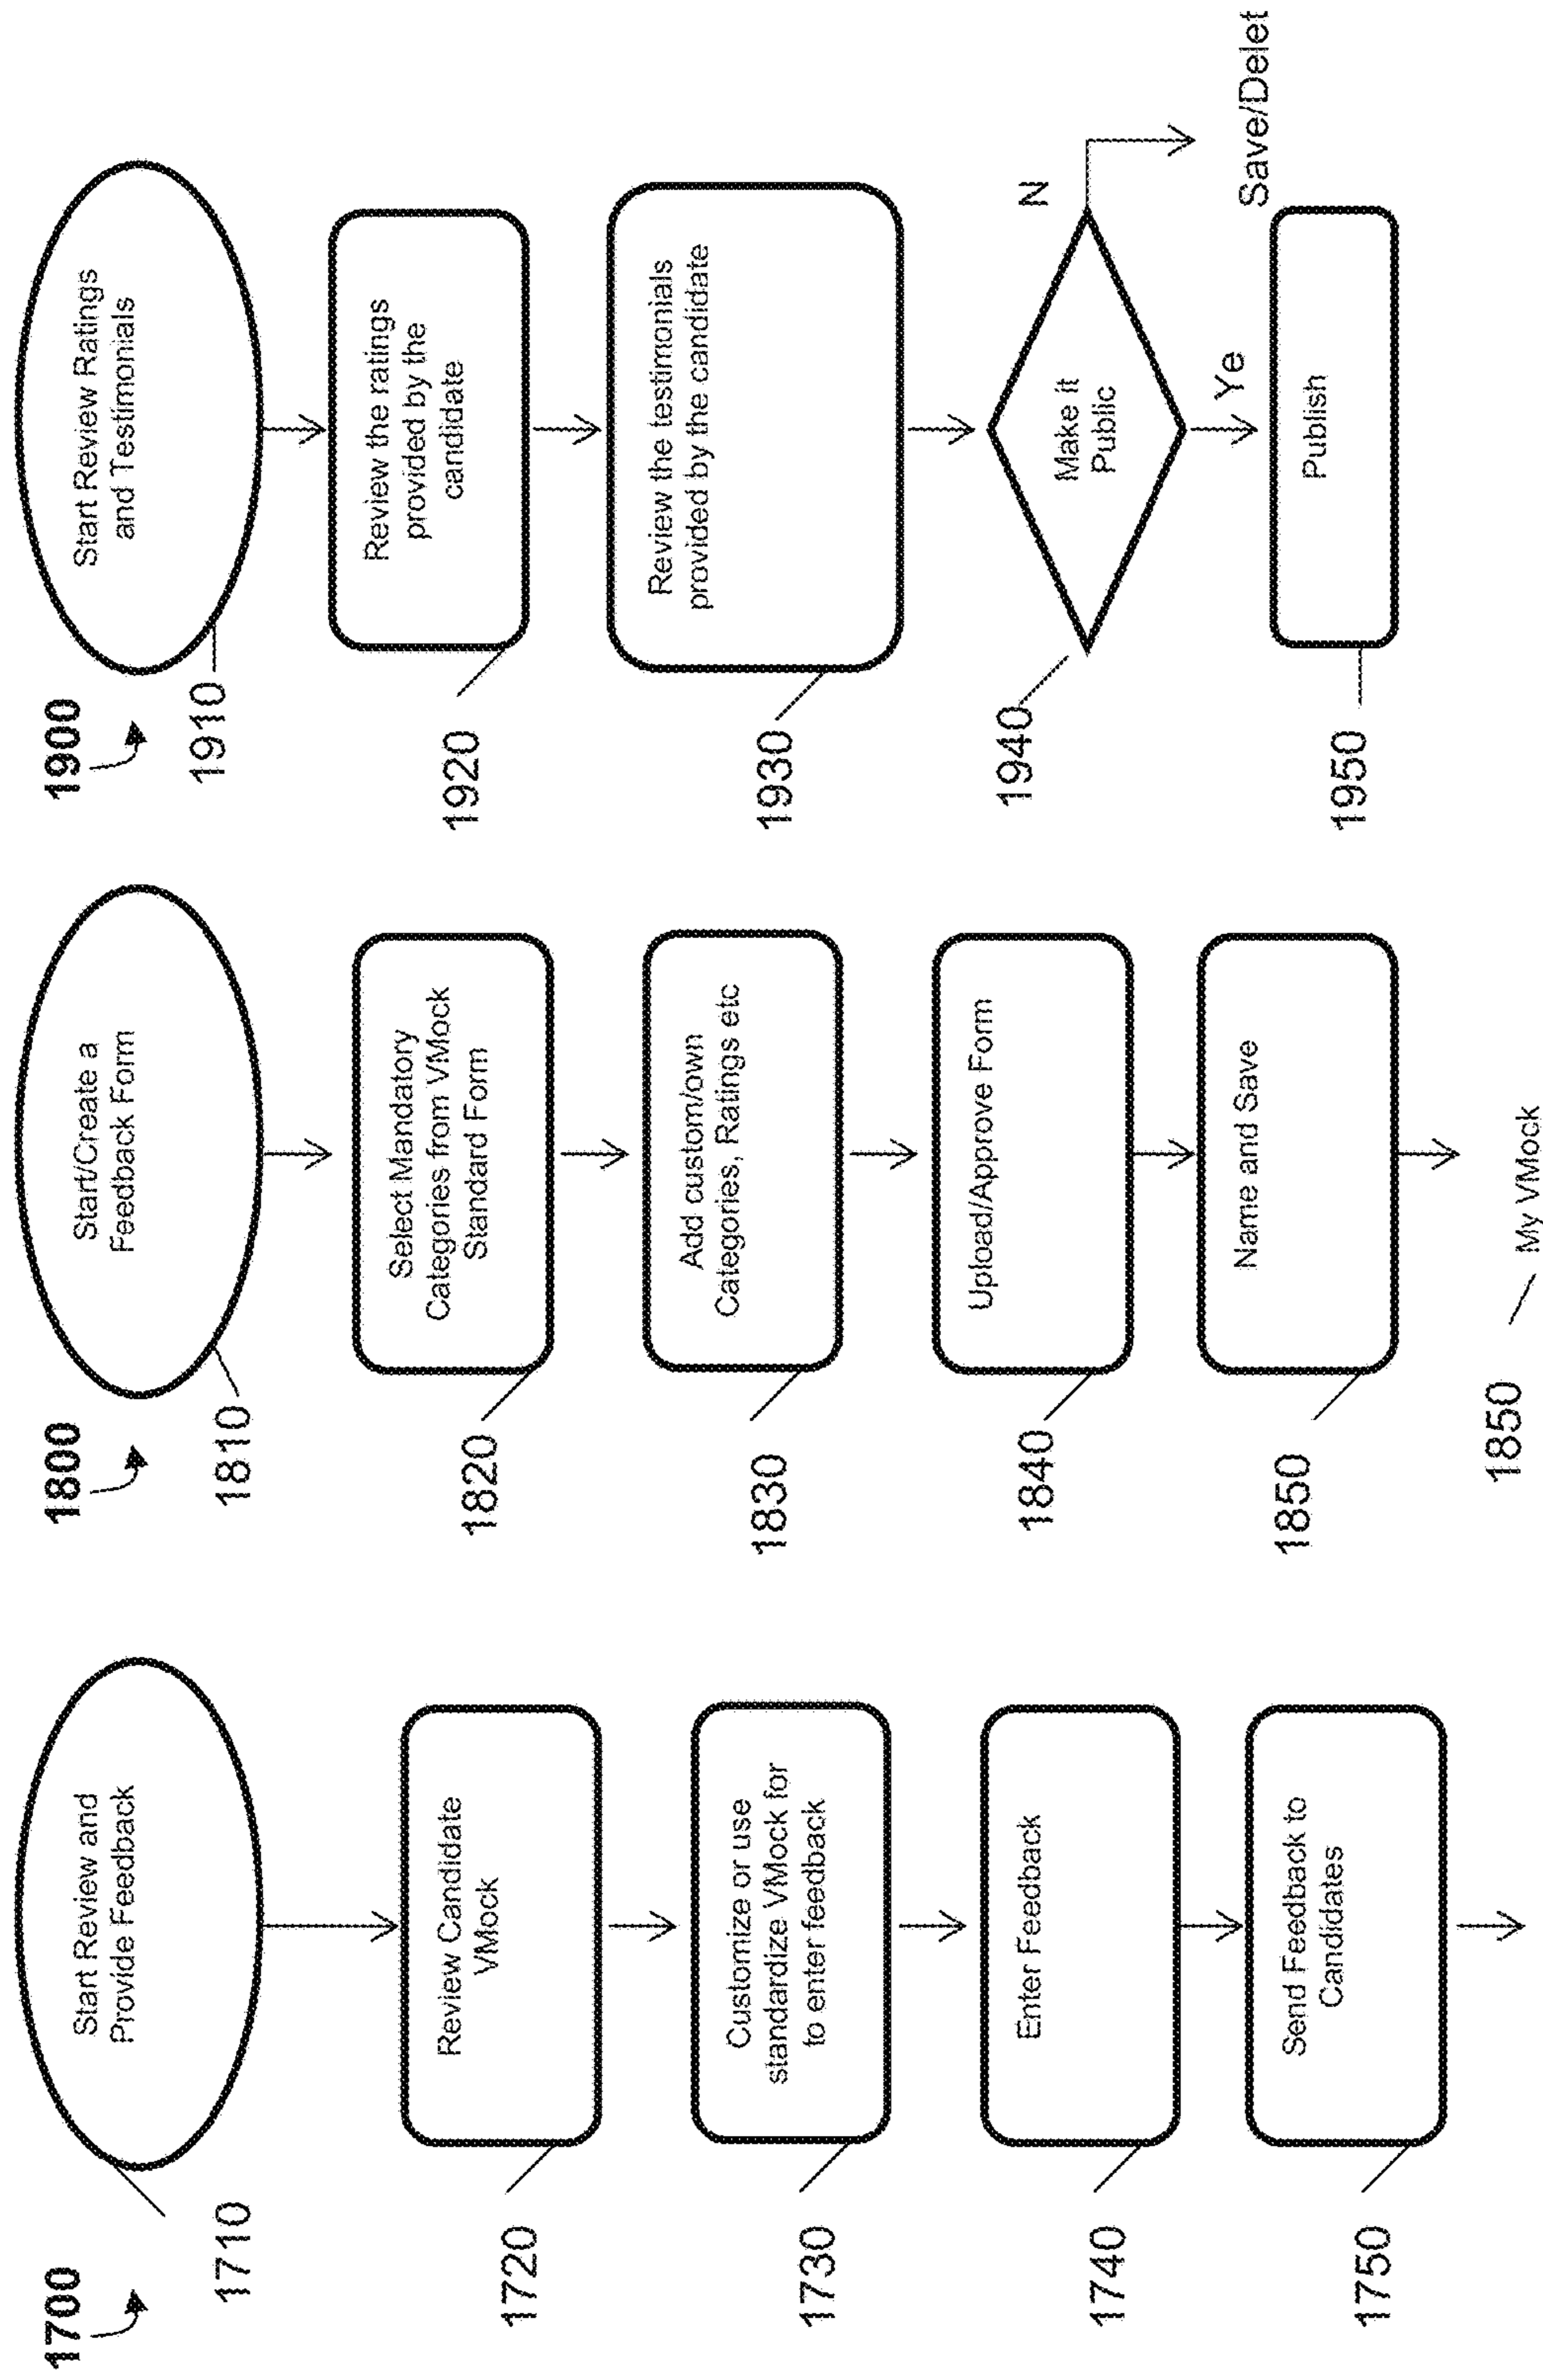 1700
1710
Start Review and
Provide Feedback
1720
Review Candidate
VMock
1730
Customize or use
standardize VMock for
to enter feedback
1740
Enter Feedback
1750
Send Feedback to
Candidates
1800
1810
Start/Create a
Feedback Form
1820
Select Mandatory
Categories from VMock
Standard Form
1830
Add custom/own
Categories, Ratings etc
1840
Upload/Approve Form
1850
Name and Save
1850
My VMock
1900
1910
Start Review Ratings
and Testimonials
1920
Review the ratings
provided by the
candidate
1930
Review the testimonials
provided by the candidate
1940
Make it
Public
N
Save/Delet
Ye
1950
Publish